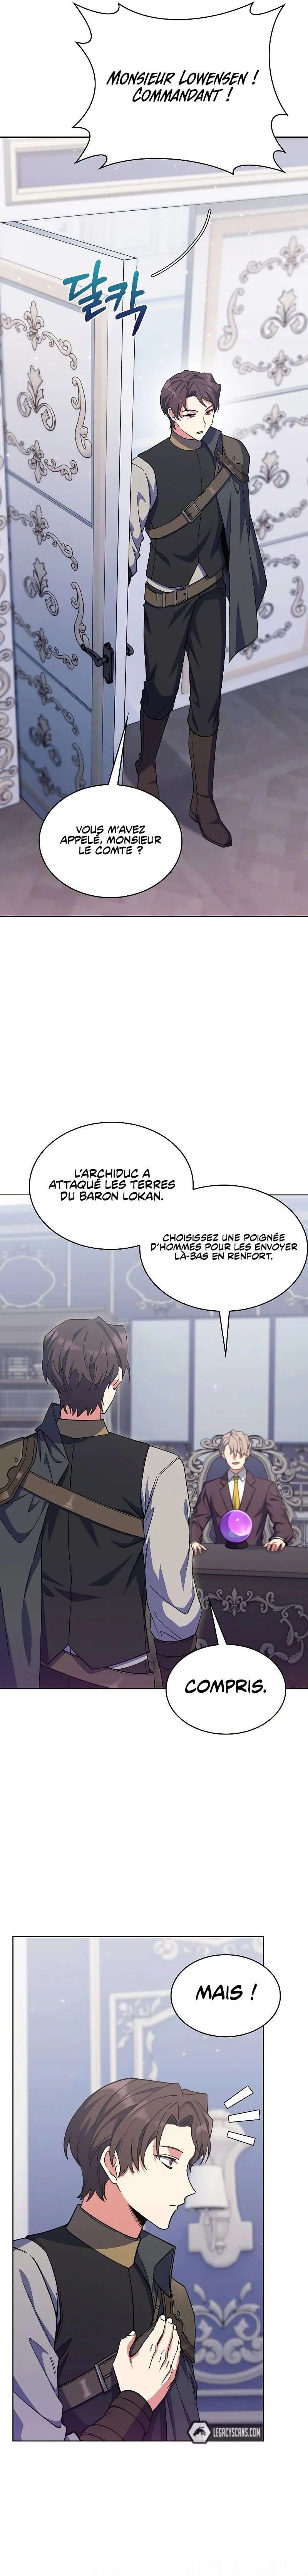 MONSIEUR LOWENSEN !
COMMANDANT !
달칵
VOUS M'AVEZ
APPELÉ, MONSIEUR
LE COMTE ?
L'ARCHIDUC A
ATTAQUÉ LES TERRES
DU BARON LOKAN.
CHOISISSEZ UNE POIGNÉE
D'HOMMES POUR LES ENVOYER
LÀ-BAS EN RENFORT.
COMPRIS.
MAIS !
LEGACYSCANS.COM